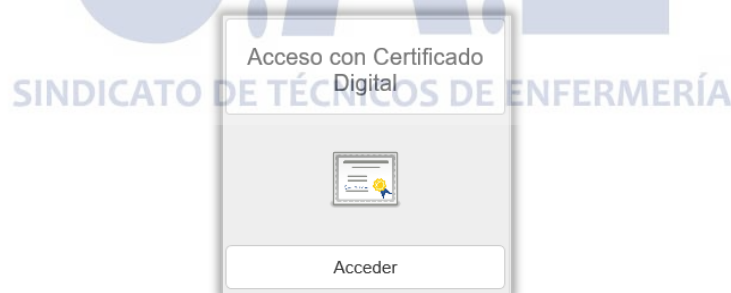 Acceso con Certificado
Digital
SINDICATO DE TÉCNICOS DE ENFERMERÍA
Acceder